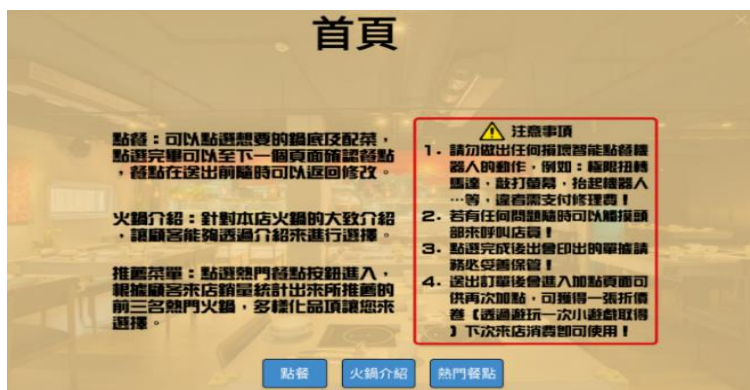 首頁
點餐：可以點選想要的鍋底及配菜，
點選完畢可以至下一個頁面確認餐點
，餐點在送出前隨時可以返回修改。
火鍋介紹：針對本店火鍋的大致介紹
，讓顧客能夠透過介紹來進行選擇。
推薦菜單：點選熱門餐點按鈕進入，
根據顧客來店銷量統計出來所推薦的
前三名熱門火鍋，多樣化品項讓您來
選擇。
注意事項
1. 請勿做出任何損壞智能點餐機
器人的動作，例如：極限扭轉
馬達，敲打螢幕，抬起機器人
…等，違者需支付修理費！
2. 若有任何問題隨時可以觸摸頭
部來呼叫店員！
3. 點選完成後出會印出的單據請
務必妥善保管！
4. 送出訂單後會進入加點頁面可
供再次加點，可獲得一張折價
卷【透過遊玩一次小遊戲取得
】下次來店消費即可使用！
點餐
火鍋介紹
熱門餐點